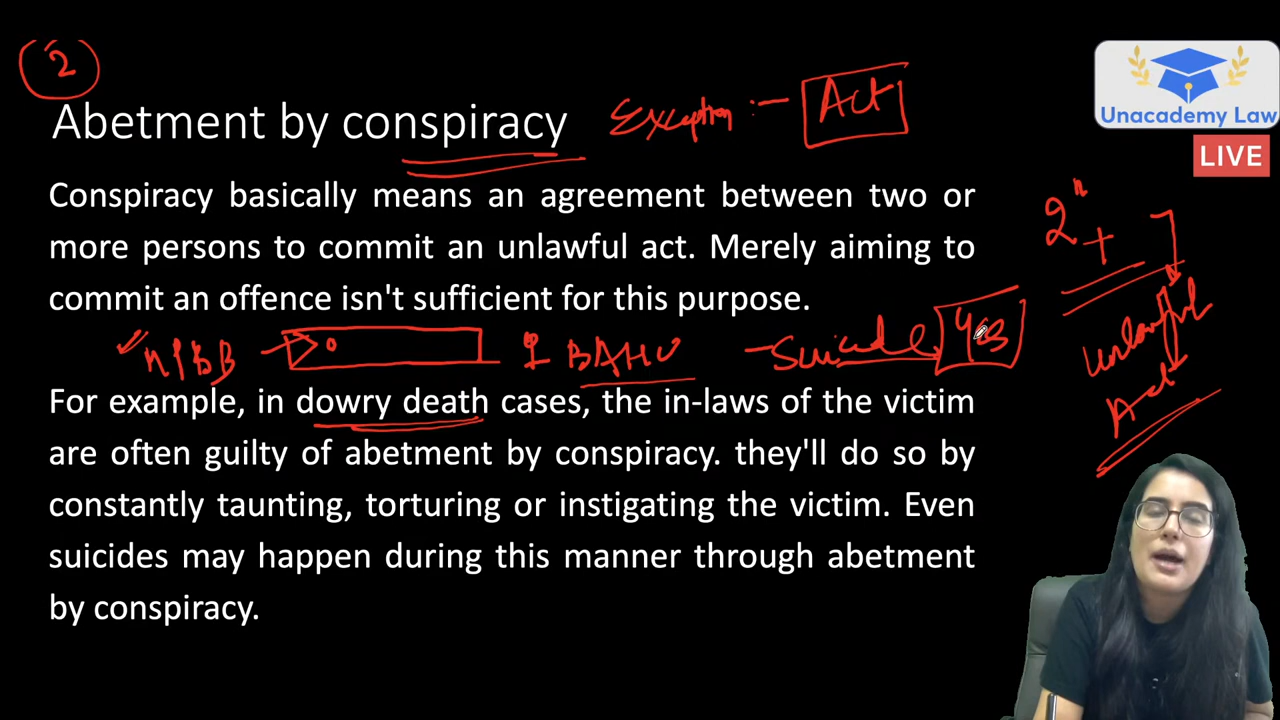 2
Abetment by conspiracy
Exception :- Act
Unacademy Law
LIVE
Conspiracy basically means an agreement between two or
more persons to commit an unlawful act. Merely aiming to
commit an offence isn't sufficient for this purpose.
2 +
unlawful
Act
BAHU - Suicide Yes
For example, in dowry death cases, the in-laws of the victim
are often guilty of abetment by conspiracy. they'll do so by
constantly taunting, torturing or instigating the victim. Even
suicides may happen during this manner through abetment
by conspiracy.